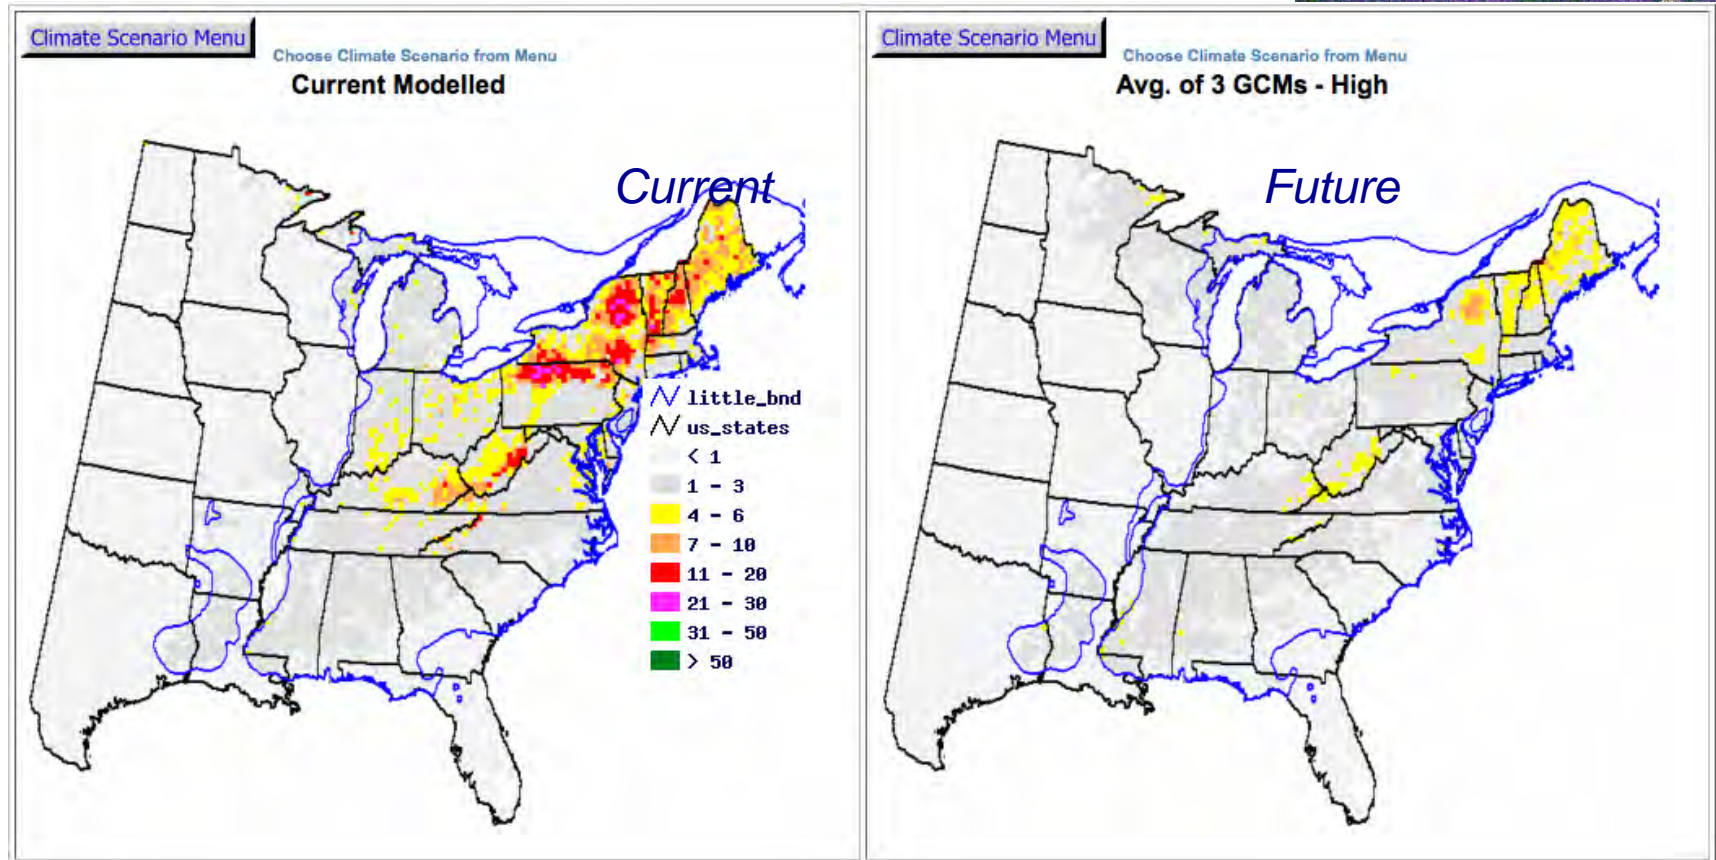 Climate Scenario Menu
Choose Climate Scenario from Menu
Current Modelled
Current
little_bnd
us_states
< 1
1 - 3
4 - 6
7 - 10
11 - 20
21 - 30
31 - 50
> 50
Climate Scenario Menu
Choose Climate Scenario from Menu
Avg. of 3 GCMs - High
Future